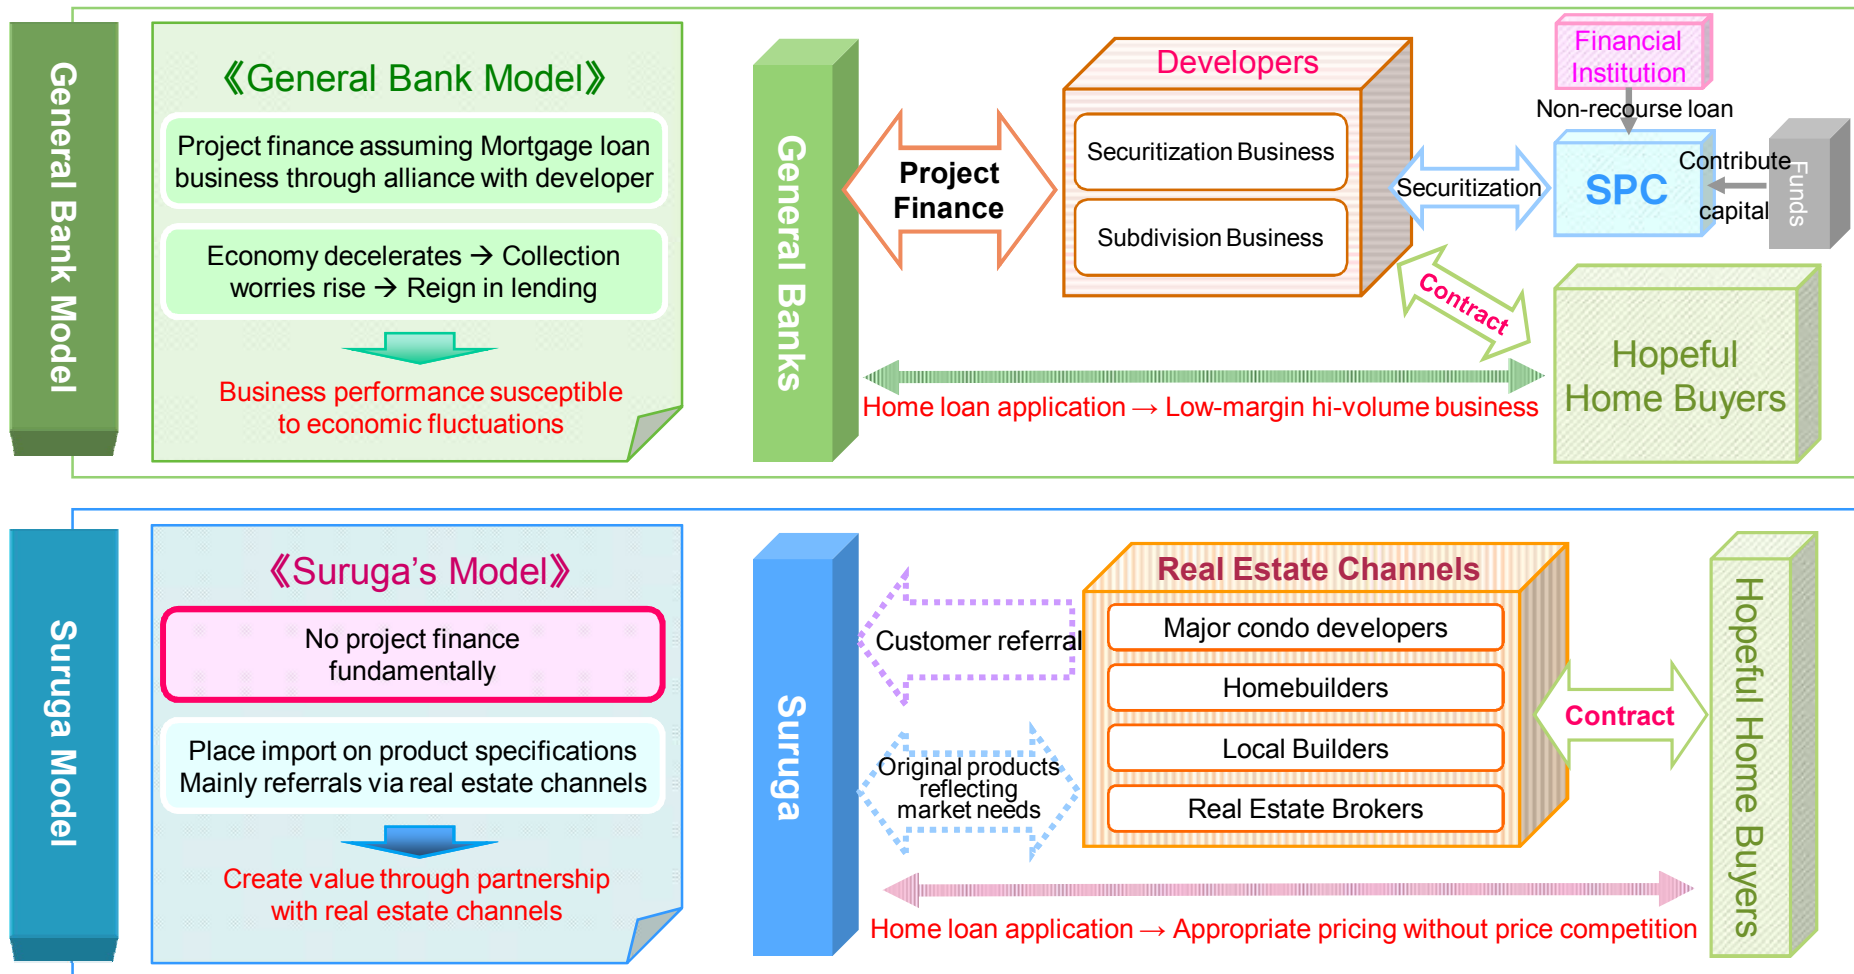 General Bank Model
《General Bank Model》
Project finance assuming Mortgage loan
business through alliance with developer
Economy decelerates → Collection
worries rise → Reign in lending
Business performance susceptible
to economic fluctuations
General Banks
Project
Finance
Developers
Securitization Business
Subdivision Business
Securitization
Financial
Institution
Non-recourse loan
SPC
Contribute
capital
Funds
Contract
Hopeful
Home Buyers
Home loan application → Low-margin hi-volume business
Suruga Model
《Suruga's Model》
No project finance
fundamentally
Place import on product specifications
Mainly referrals via real estate channels
Create value through partnership
with real estate channels
Suruga
Customer referral
Original products
reflecting
market needs
Real Estate Channels
Major condo developers
Homebuilders
Local Builders
Real Estate Brokers
Contract
Hopeful Home Buyers
Home loan application → Appropriate pricing without price competition